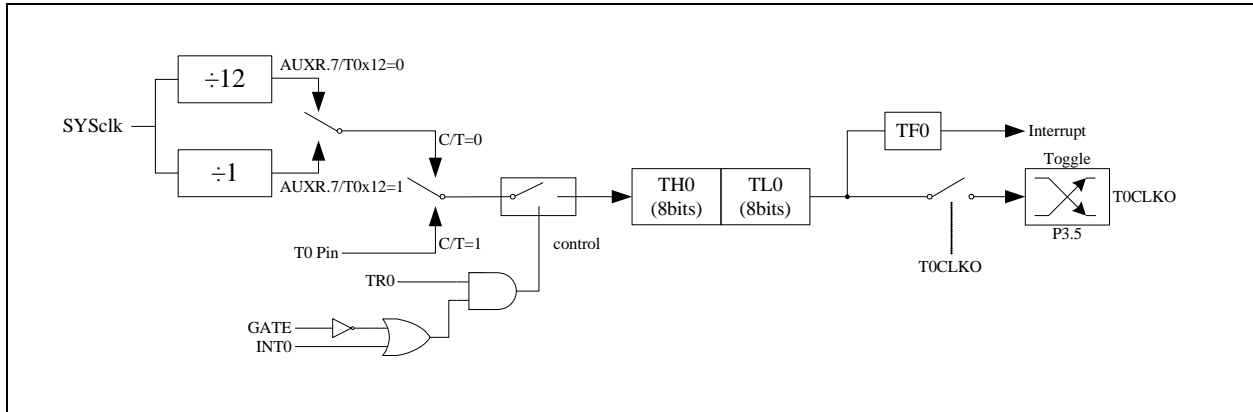 ÷12
AUXR.7/T0x12=0
SYSclk
÷1
AUXR.7/T0x12=1
C/T=0
T0 Pin
C/T=1
control
TR0
GATE
INT0
TH0
(8bits)
TL0
(8bits)
TF0
Interrupt
Toggle
T0CLKO
P3.5
T0CLKO